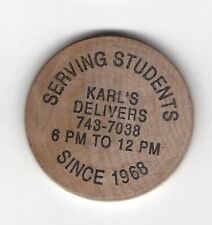 SERVING STUDENTS
KARL'S
DELIVERS
743-7038
6 PM TO 12 PM
SINCE 1968